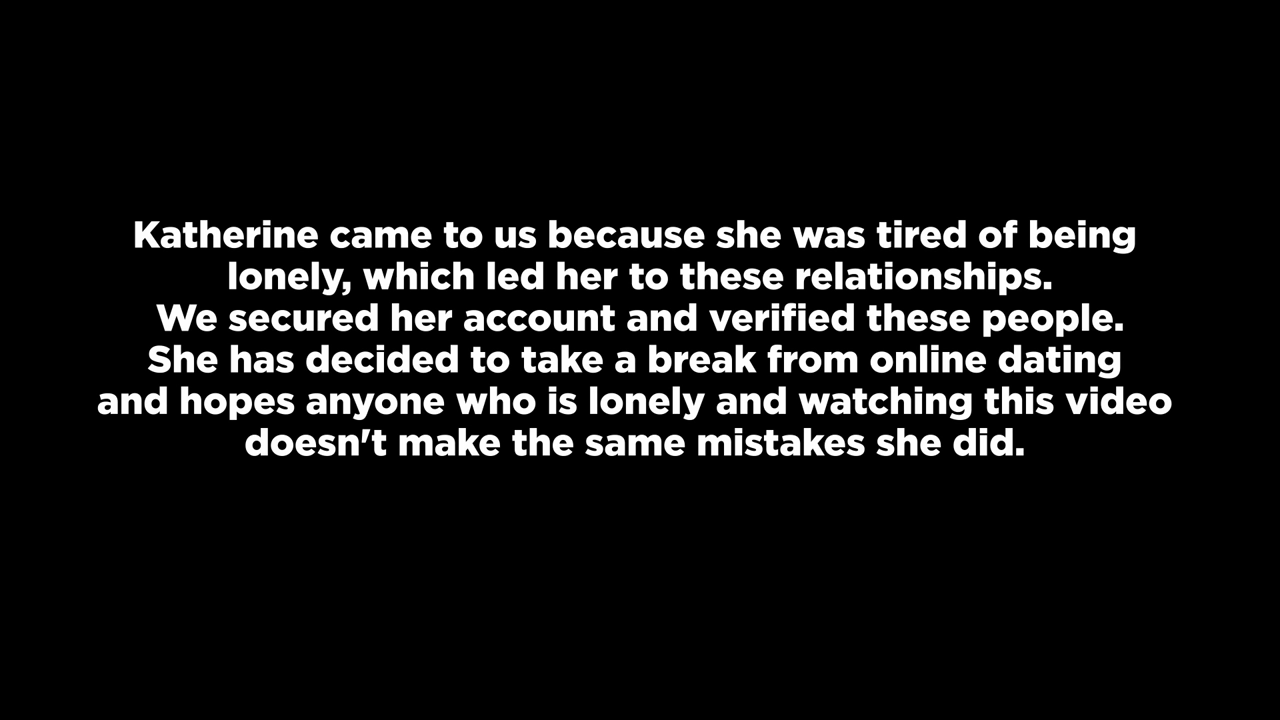 Katherine came to us because she was tired of being
lonely, which led her to these relationships.
We secured her account and verified these people.
She has decided to take a break from online dating
and hopes anyone who is lonely and watching this video
doesn't make the same mistakes she did.